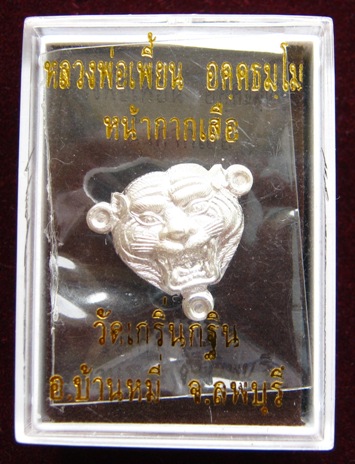 หลวงพ่อเพี้ยน อคฺคธมฺโม
หน้ากากเสือ
วัดเกริ่นกฐิน
อ.บ้านหมี่ จ.ลพบุรี